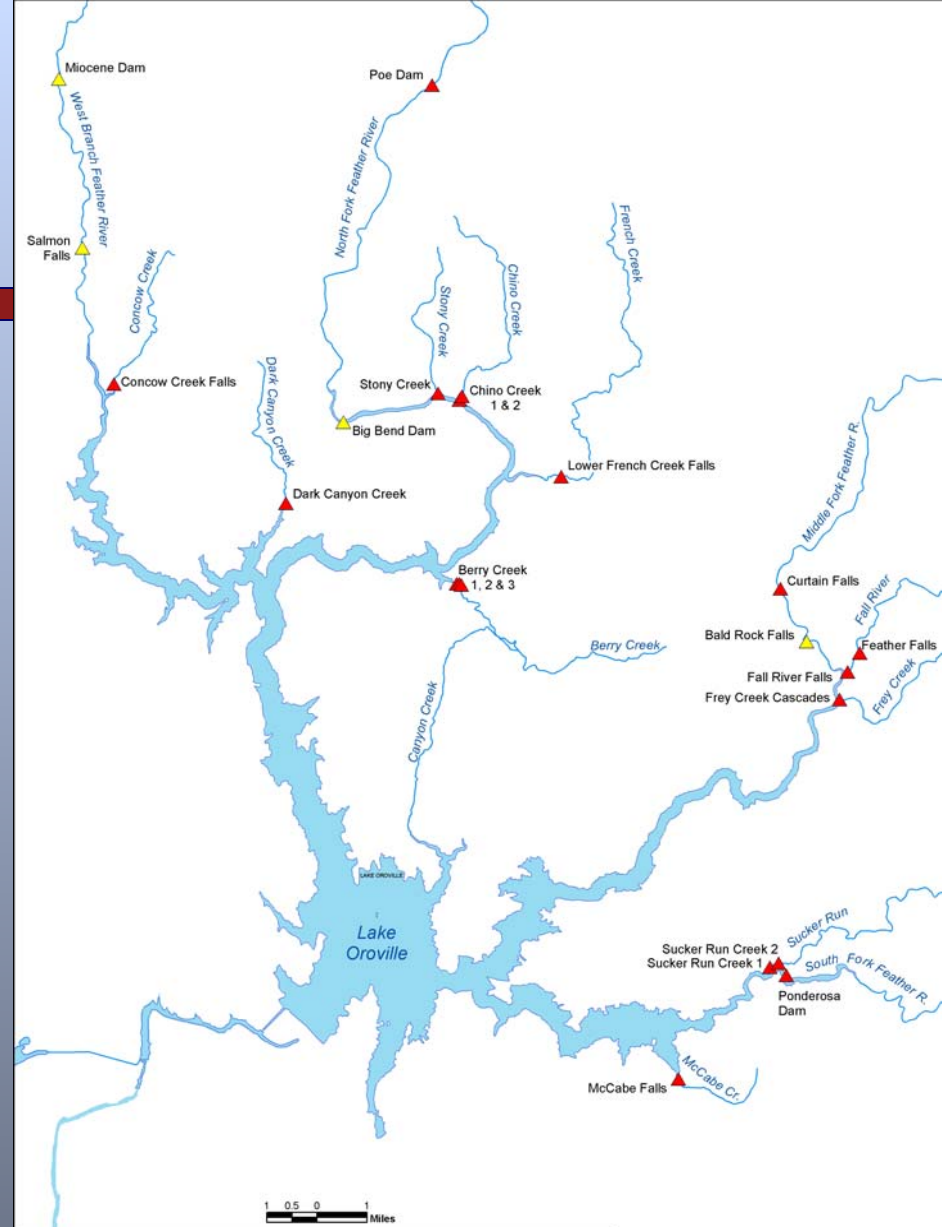 Miocene Dam
Poe Dam
West Branch Feather River
North Fork Feather River
French Creek
Salmon
Falls
Concow Creek
Stony Creek
Chino Creek
Concow Creek Falls
Dark Canyon Creek
Stony Creek
Chino Creek
1 & 2
Big Bend Dam
Middle Fork Feather R.
Lower French Creek Falls
Dark Canyon Creek
Berry Creek
1, 2 & 3
Curtain Falls
Fall River
Bald Rock Falls
Feather Falls
Berry Creek
Fall River Falls
Frey Creek Cascades
Frey Creek
Canyon Creek
LAKE OROVILLE
Lake
Oroville
Sucker Run
Sucker Run Creek 2
Sucker Run Creek 1
South Fork Feather R.
Ponderosa
Dam
McCabe Falls
McCabe Cr.
1 0.5 0 1
Miles